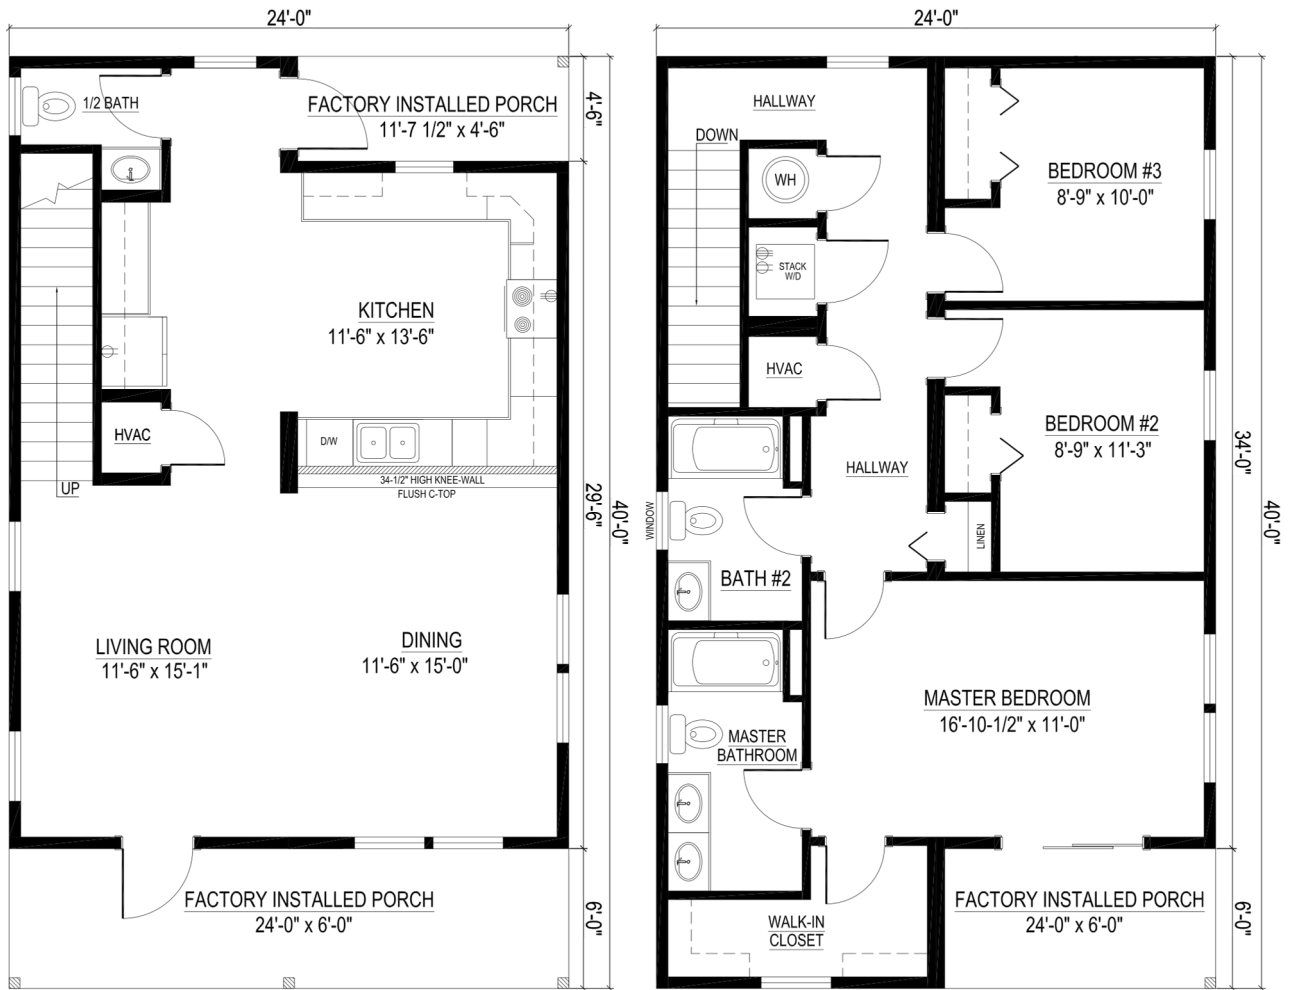 24'-0"
1/2 BATH
FACTORY INSTALLED PORCH
11'-7 1/2" x 4'-6"
4'-6"
KITCHEN
11'-6" x 13'-6"
HVAC
D/W
34-1/2" HIGH KNEE-WALL
FLUSH C-TOP
UP
29'-6"
40'-0"
LIVING ROOM
11'-6" x 15'-1"
DINING
11'-6" x 15'-0"
FACTORY INSTALLED PORCH
24'-0" x 6'-0"
6'-0"
24'-0"
HALLWAY
DOWN
WH
BEDROOM #3
8'-9" x 10'-0"
STACK
W/D
HVAC
BEDROOM #2
8'-9" x 11'-3"
HALLWAY
34'-0"
40'-0"
WINDOW
LINEN
BATH #2
MASTER BEDROOM
16'-10-1/2" x 11'-0"
MASTER
BATHROOM
FACTORY INSTALLED PORCH
24'-0" x 6'-0"
WALK-IN
CLOSET
6'-0"